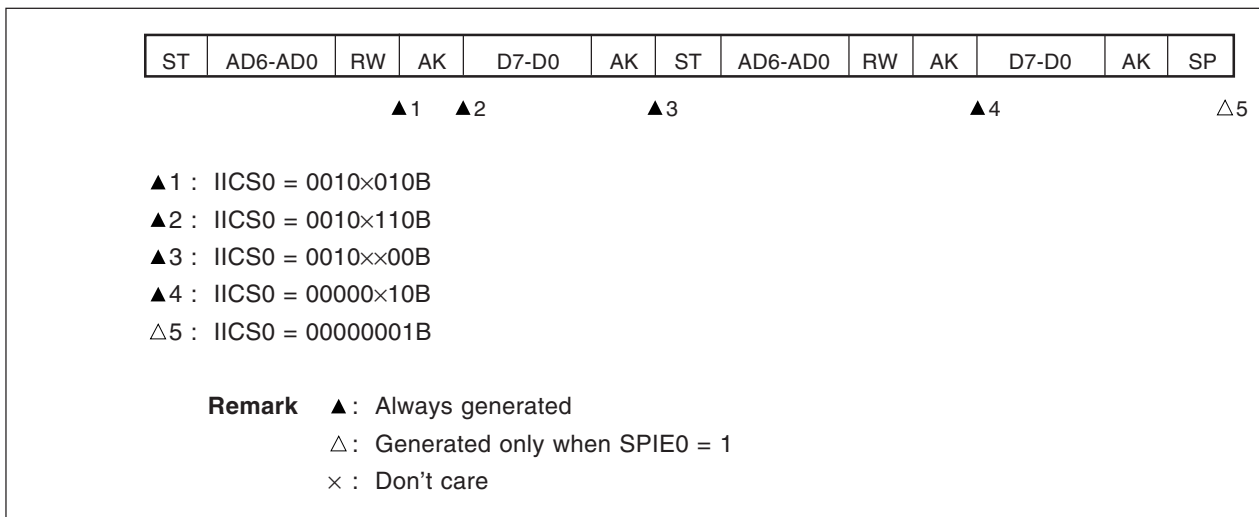 ST AD6-AD0 RW AK D7-D0 AK ST AD6-AD0 RW AK D7-D0 AK SP
▲1 ▲2 ▲3 ▲4 △5
▲1 : IICS0 = 0010×010B
▲2 : IICS0 = 0010×110B
▲3 : IICS0 = 0010××00B
▲4 : IICS0 = 00000×10B
△5 : IICS0 = 00000001B
Remark ▲ : Always generated
△ : Generated only when SPIE0 = 1
× : Don't care